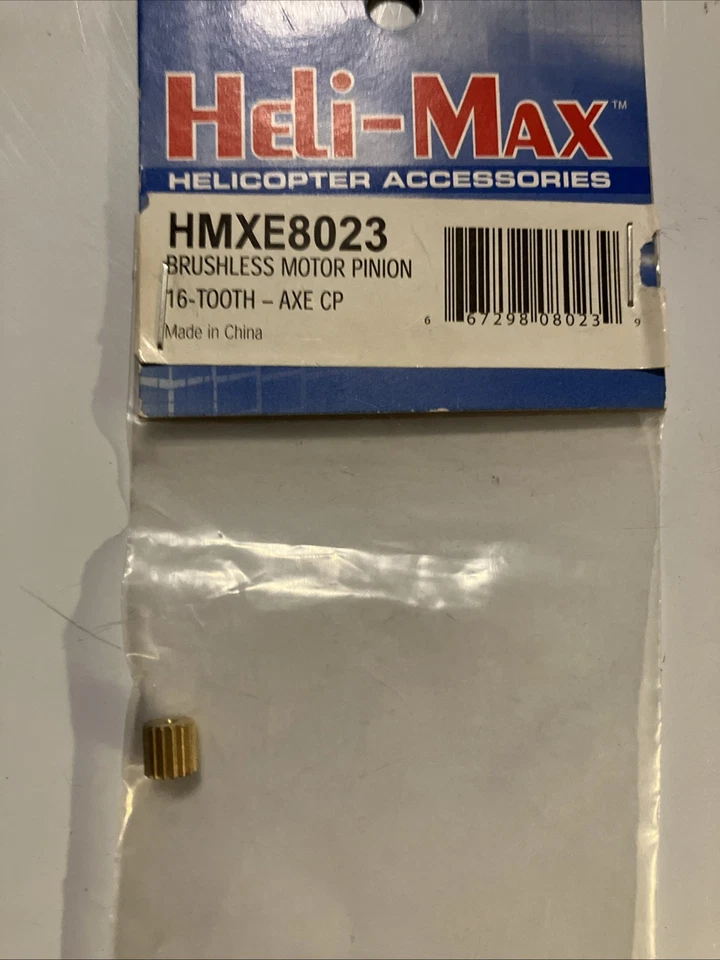 Heli-Max™
HELICOPTER ACCESSORIES
HMXE8023
BRUSHLESS MOTOR PINION
16-TOOTH – AXE CP
Made in China
6 67298 08023 9